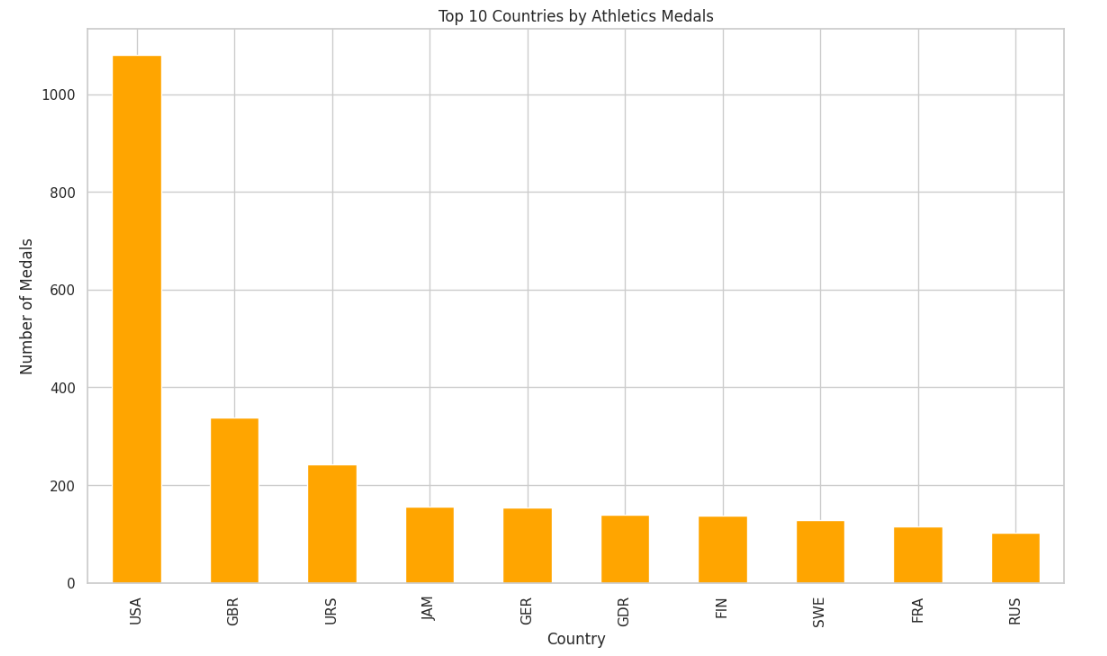 Top 10 Countries by Athletics Medals
Number of Medals
1000
800
600
400
200
0
USA
GBR
URS
JAM
GER
GDR
FIN
SWE
FRA
RUS
Country